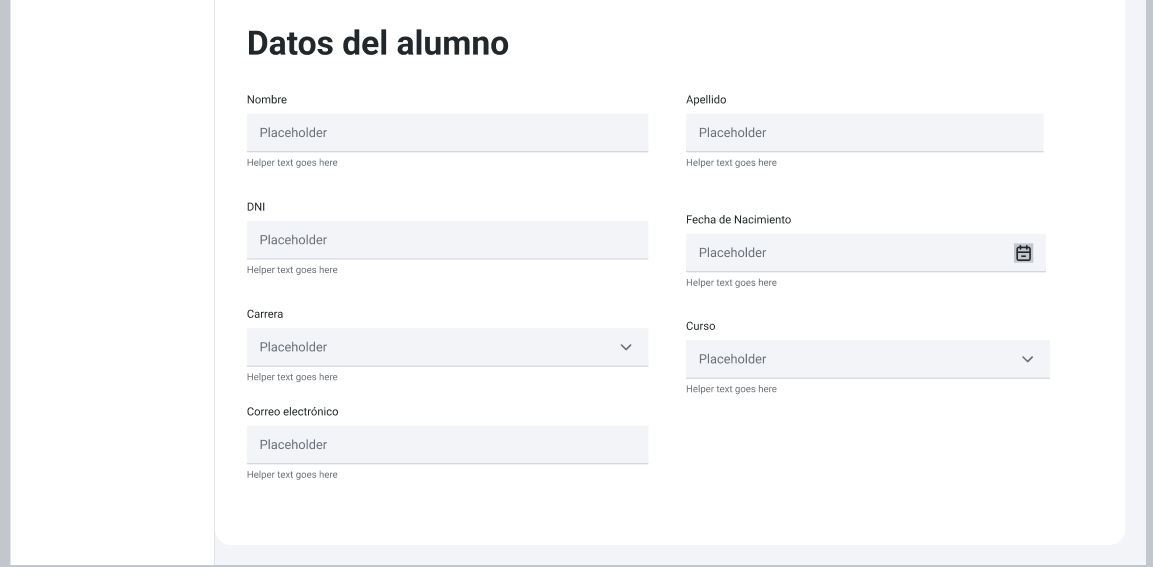 Datos del alumno
Nombre
Placeholder
Helper text goes here
Apellido
Placeholder
Helper text goes here
DNI
Placeholder
Helper text goes here
Fecha de Nacimiento
Placeholder
Helper text goes here
Carrera
Placeholder
Helper text goes here
Curso
Placeholder
Helper text goes here
Correo electrónico
Placeholder
Helper text goes here